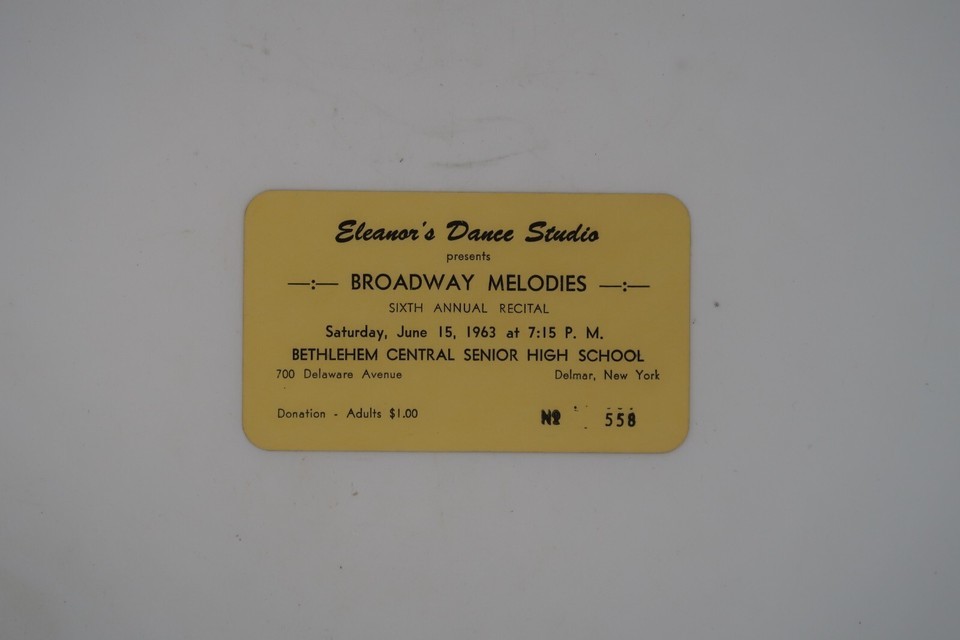 Eleanor's Dance Studio
presents
—:— BROADWAY MELODIES —:—
SIXTH ANNUAL RECITAL
Saturday, June 15, 1963 at 7:15 P. M.
BETHLEHEM CENTRAL SENIOR HIGH SCHOOL
700 Delaware Avenue Delmar, New York
Donation - Adults $1.00 No 558